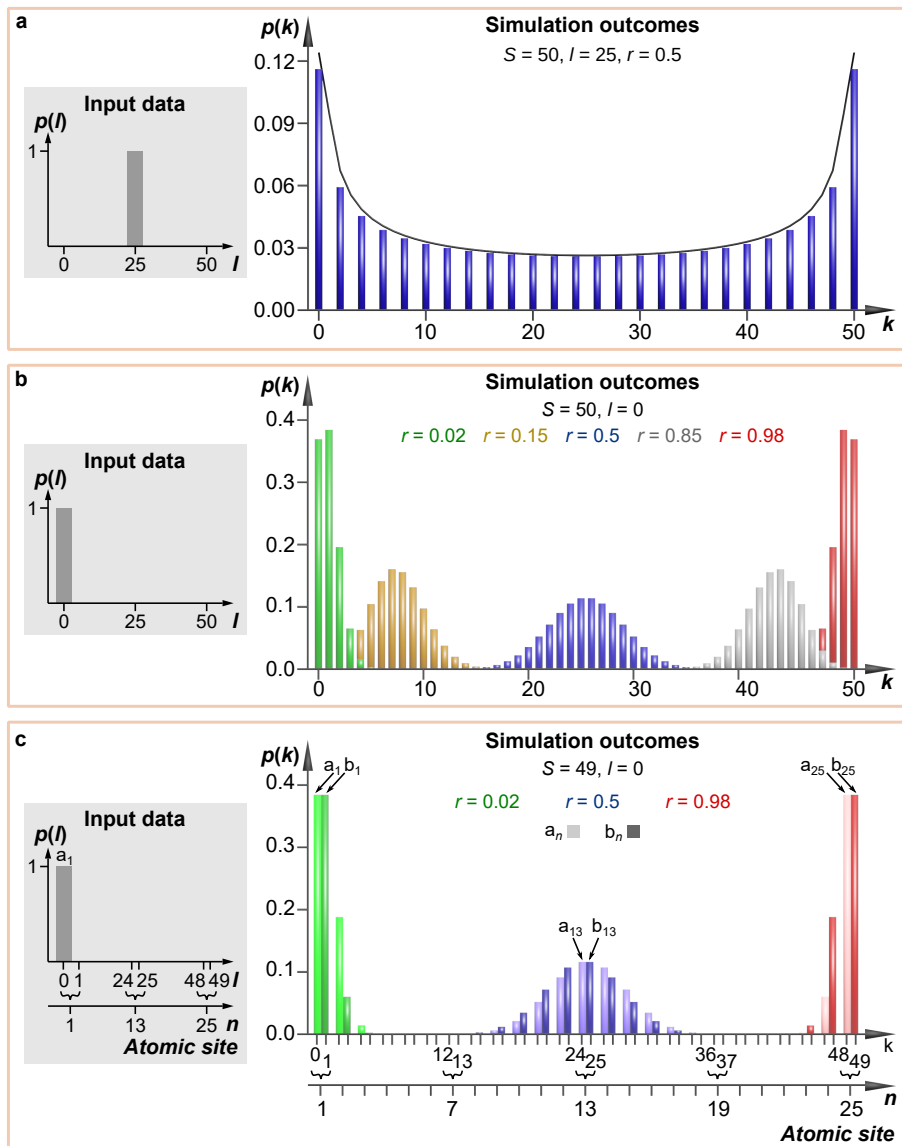 a
Simulation outcomes
S = 50, l = 25, r = 0.5
p(k)
0.12
0.09
0.06
0.03
0.00
0 10 20 30 40 50 k
Input data
p(l)
1
0 25 50 l
b
Simulation outcomes
S = 50, l = 0
r = 0.02 r = 0.15 r = 0.5 r = 0.85 r = 0.98
p(k)
0.4
0.3
0.2
0.1
0.0
0 10 20 30 40 50 k
Input data
p(l)
1
0 25 50 l
c
Simulation outcomes
S = 49, l = 0
r = 0.02 r = 0.5 r = 0.98
aₙ bₙ
p(k)
0.4
0.3
0.2
0.1
0.0
a₁ b₁
a₁₃ b₁₃
a₂₅ b₂₅
0 1 12 13 24 25 36 37 48 49 k
1 7 13 19 25 n
Atomic site
Input data
p(l)
a₁
1
0 1 24 25 48 49 l
1 13 25 n
Atomic site